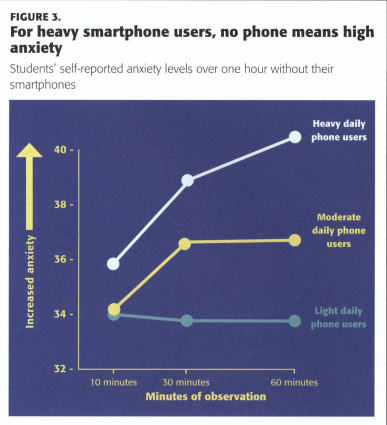 FIGURE 3.
For heavy smartphone users, no phone means high
anxiety
Students' self-reported anxiety levels over one hour without their
smartphones
Heavy daily
phone users
40 -
38 -
Moderate
daily phone
users
36 -
Increased anxiety
34 -
Light daily
phone users
32 -
10 minutes 30 minutes 60 minutes
Minutes of observation